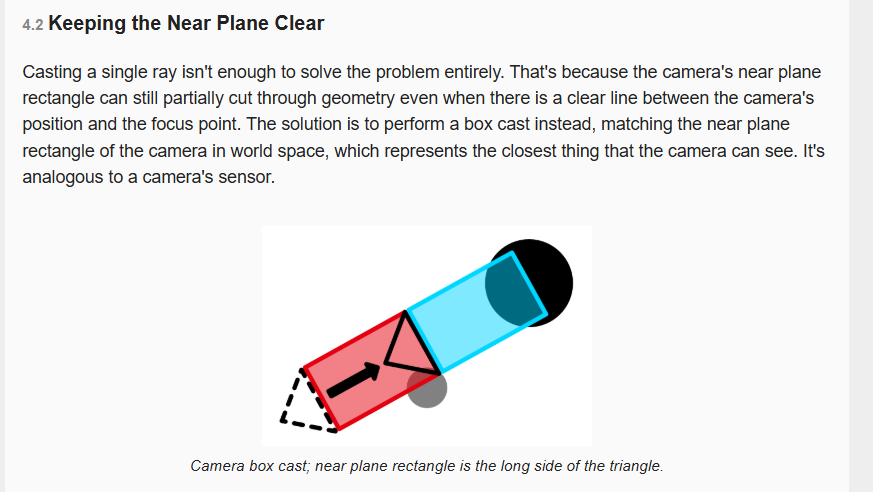 4.2 Keeping the Near Plane Clear
Casting a single ray isn't enough to solve the problem entirely. That's because the camera's near plane
rectangle can still partially cut through geometry even when there is a clear line between the camera's
position and the focus point. The solution is to perform a box cast instead, matching the near plane
rectangle of the camera in world space, which represents the closest thing that the camera can see. It's
analogous to a camera's sensor.
Camera box cast; near plane rectangle is the long side of the triangle.